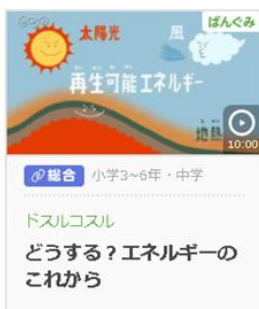 ばんぐみ
太陽光
風
再生可能エネルギー
地熱
10:00
総合 小学3~6年・中学
ドスルコスル
どうする？エネルギーの
これから